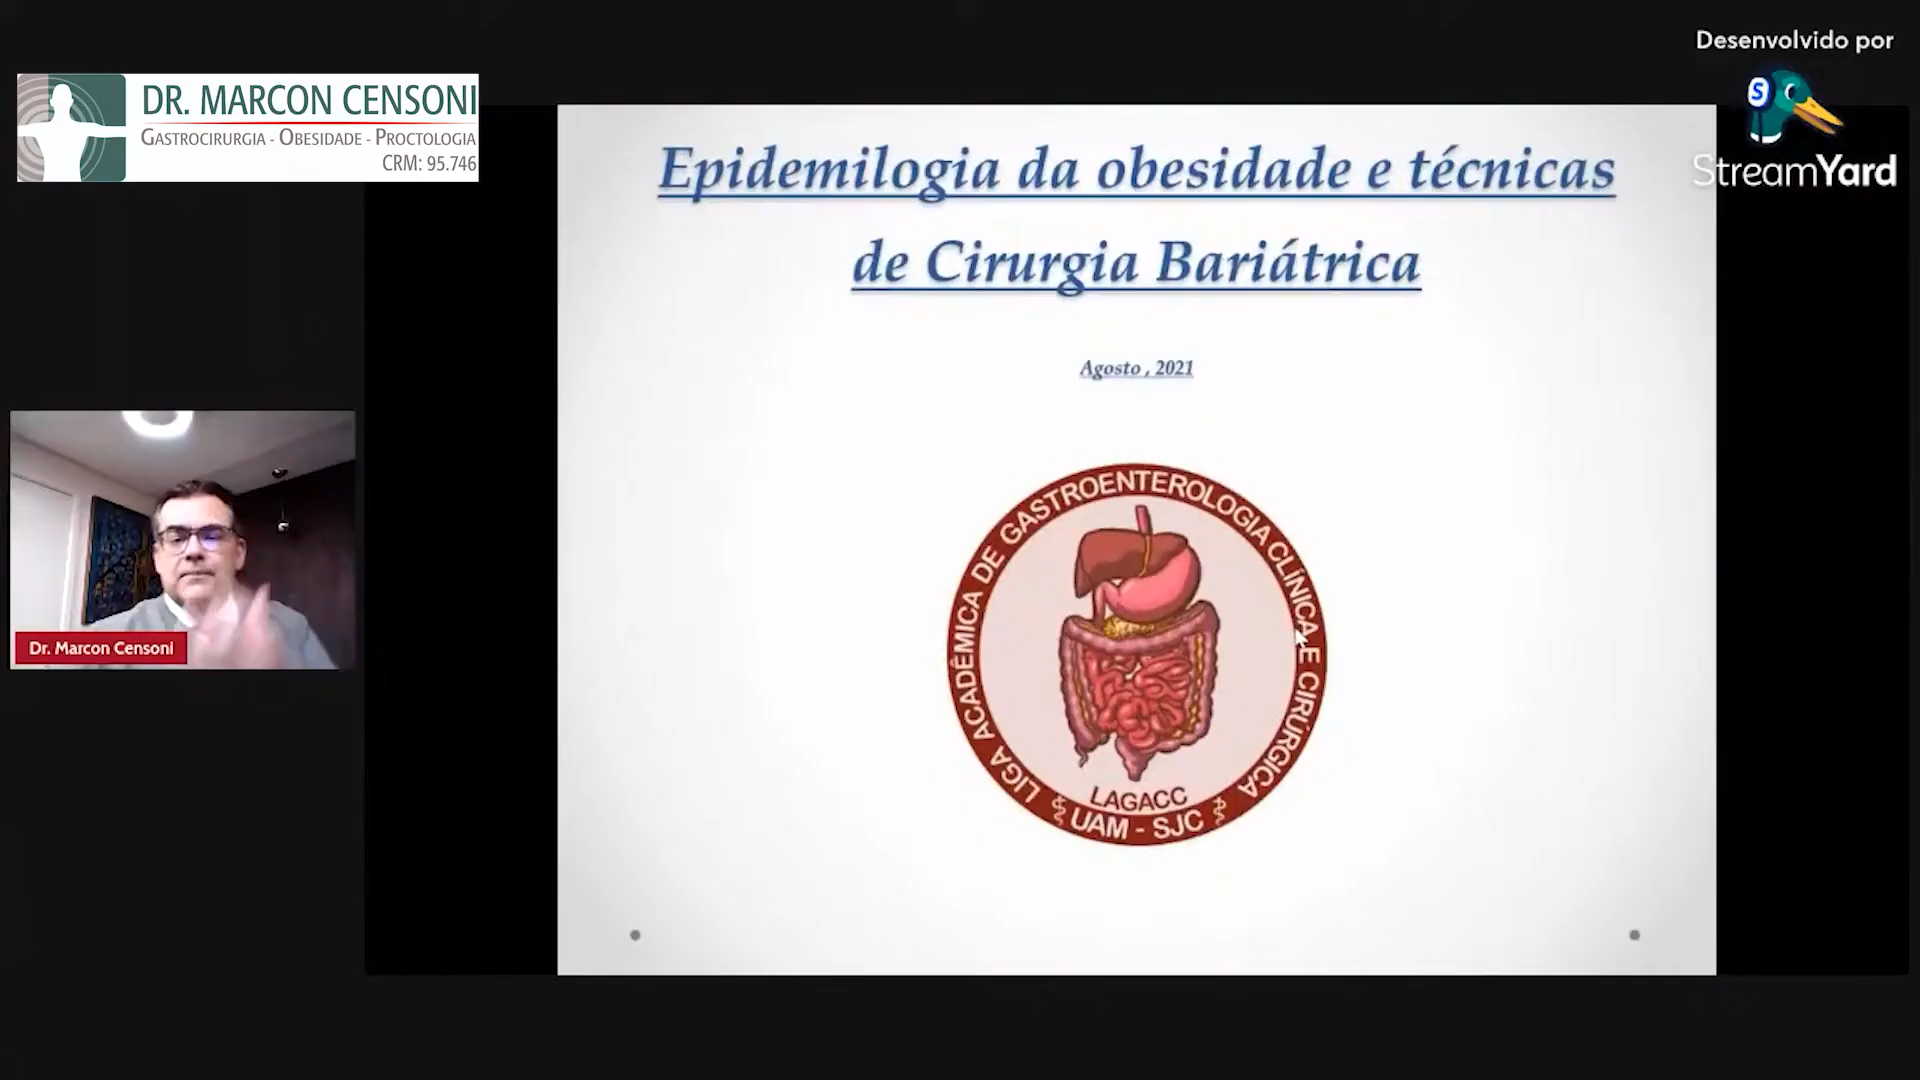 Desenvolvido por
StreamYard
DR. MARCON CENSONI
GASTROCIRURGIA - OBESIDADE - PROCTOLOGIA
CRM: 95.746
Epidemilogia da obesidade e técnicas
de Cirurgia Bariátrica
Agosto , 2021
LIGA ACADÊMICA DE GASTROENTEROLOGIA CLÍNICA E CIRÚRGICA
LAGACC
UAM - SJC
Dr. Marcon Censoni
S